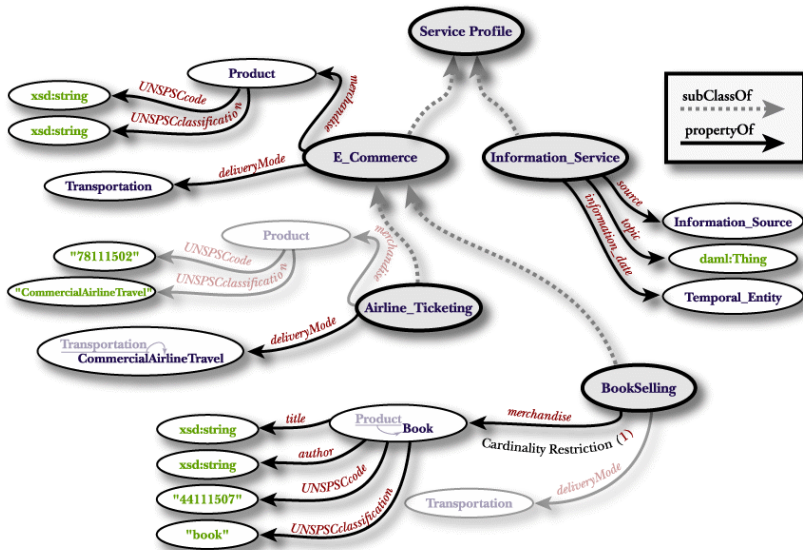 Service Profile
Product
UNSPSCcode
xsd:string
UNSPSCclassification
xsd:string
merchandise
subClassOf
propertyOf
E_Commerce
Information_Service
deliveryMode
Transportation
source
Information_Source
topic
daml:Thing
information_date
Temporal_Entity
Product
merchandise
UNSPSCcode
"78111502"
UNSPSCclassification
"CommercialAirlineTravel"
Airline_Ticketing
deliveryMode
Transportation
CommercialAirlineTravel
BookSelling
merchandise
Cardinality Restriction (1)
Product
Book
title
xsd:string
author
xsd:string
UNSPSCcode
"44111507"
UNSPSCclassification
"book"
deliveryMode
Transportation